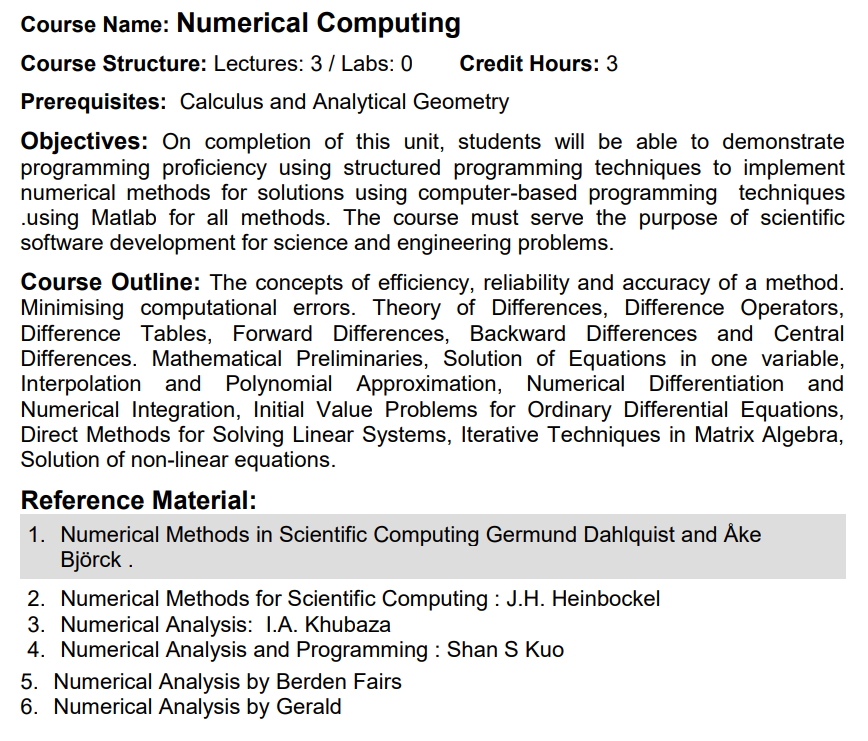 Course Name: Numerical Computing
Course Structure: Lectures: 3 / Labs: 0 Credit Hours: 3
Prerequisites: Calculus and Analytical Geometry
Objectives: On completion of this unit, students will be able to demonstrate
programming proficiency using structured programming techniques to implement
numerical methods for solutions using computer-based programming techniques
.using Matlab for all methods. The course must serve the purpose of scientific
software development for science and engineering problems.
Course Outline: The concepts of efficiency, reliability and accuracy of a method.
Minimising computational errors. Theory of Differences, Difference Operators,
Difference Tables, Forward Differences, Backward Differences and Central
Differences. Mathematical Preliminaries, Solution of Equations in one variable,
Interpolation and Polynomial Approximation, Numerical Differentiation and
Numerical Integration, Initial Value Problems for Ordinary Differential Equations,
Direct Methods for Solving Linear Systems, Iterative Techniques in Matrix Algebra,
Solution of non-linear equations.
Reference Material:
1. Numerical Methods in Scientific Computing Germund Dahlquist and Åke
Björck .
2. Numerical Methods for Scientific Computing : J.H. Heinbockel
3. Numerical Analysis: I.A. Khubaza
4. Numerical Analysis and Programming : Shan S Kuo
5. Numerical Analysis by Berden Fairs
6. Numerical Analysis by Gerald